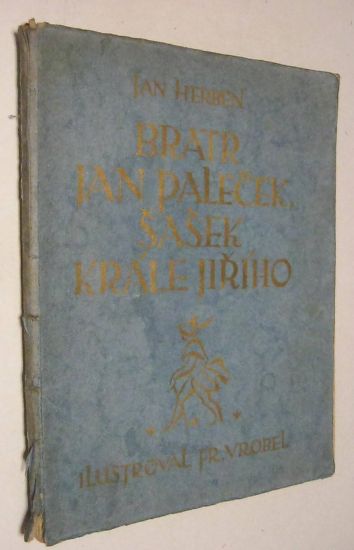 JAN HERBEN
BRATR
JAN PALEČEK,
ŠAŠEK
KRÁLE JIŘÍHO
ILUSTROVAL FR. VROBEL